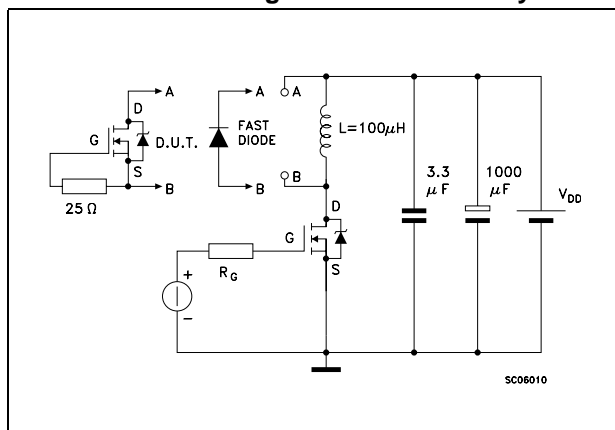 A
A
A
D
G
D.U.T.
FAST
DIODE
L=100μH
S
B
B
B
25 Ω
3.3
μF
1000
μF
VDD
D
G
S
RG
+
−
SC06010